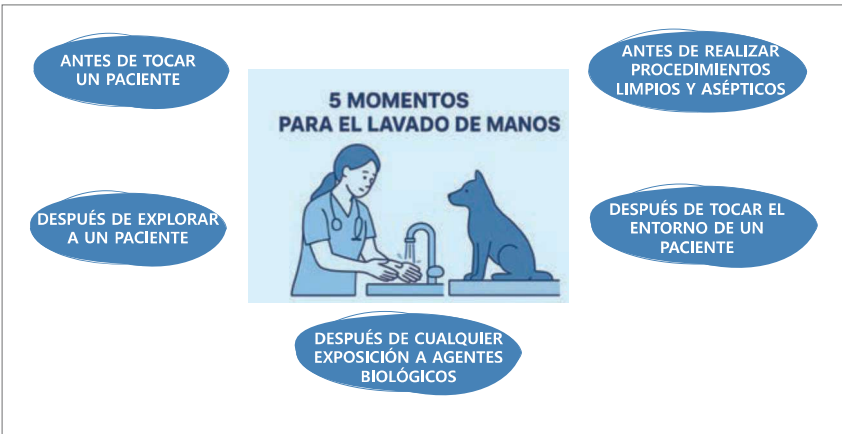 ANTES DE TOCAR
UN PACIENTE
ANTES DE REALIZAR
PROCEDIMIENTOS
LIMPIOS Y ASÉPTICOS
5 MOMENTOS
PARA EL LAVADO DE MANOS
DESPUÉS DE EXPLORAR
A UN PACIENTE
DESPUÉS DE TOCAR EL
ENTORNO DE UN
PACIENTE
DESPUÉS DE CUALQUIER
EXPOSICIÓN A AGENTES
BIOLÓGICOS